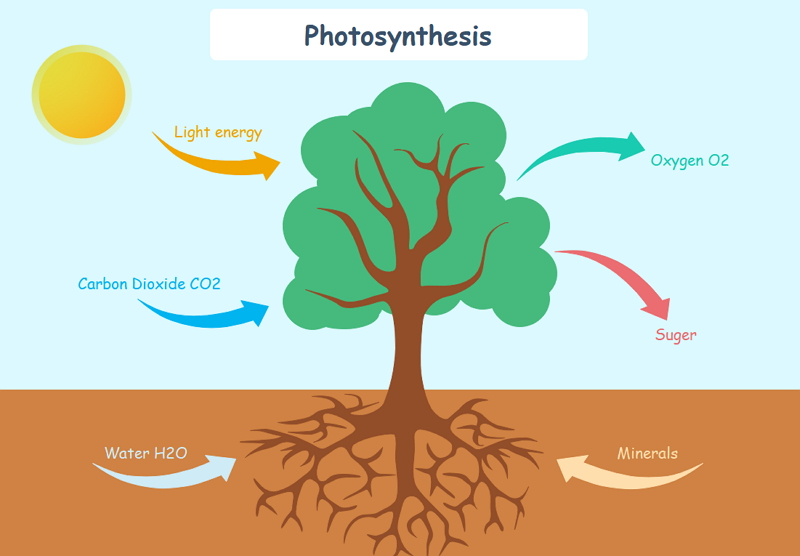 Photosynthesis
Light energy
Oxygen O2
Carbon Dioxide CO2
Suger
Water H2O
Minerals